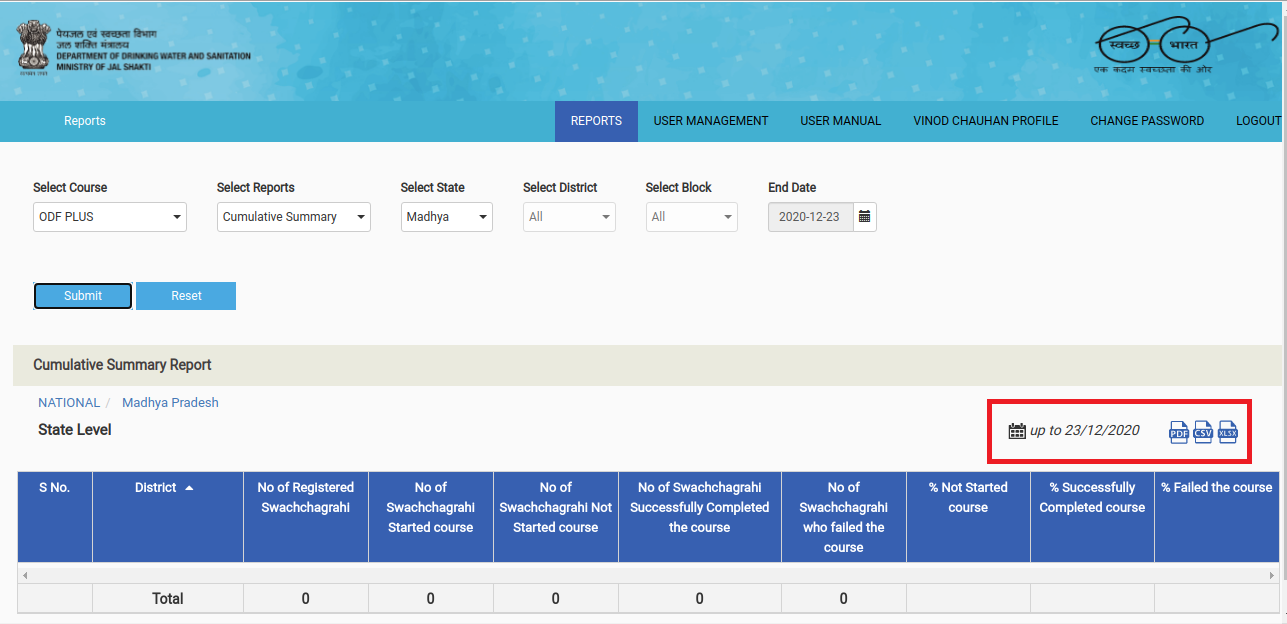 पेयजल एवं स्वच्छता विभाग
जल शक्ति मंत्रालय
DEPARTMENT OF DRINKING WATER AND SANITATION
MINISTRY OF JAL SHAKTI
स्वच्छ भारत
एक कदम स्वच्छता की ओर
Reports
REPORTS USER MANAGEMENT USER MANUAL VINOD CHAUHAN PROFILE CHANGE PASSWORD LOGOUT
Select Course Select Reports Select State Select District Select Block End Date
ODF PLUS Cumulative Summary Madhya All All 2020-12-23
Submit Reset
Cumulative Summary Report
NATIONAL / Madhya Pradesh
State Level
up to 23/12/2020 PDF CSV XLSX
S No. District No of Registered Swachchagrahi No of Swachchagrahi Started course No of Swachchagrahi Not Started course No of Swachchagrahi Successfully Completed the course No of Swachchagrahi who failed the course % Not Started course % Successfully Completed course % Failed the course
Total 0 0 0 0 0